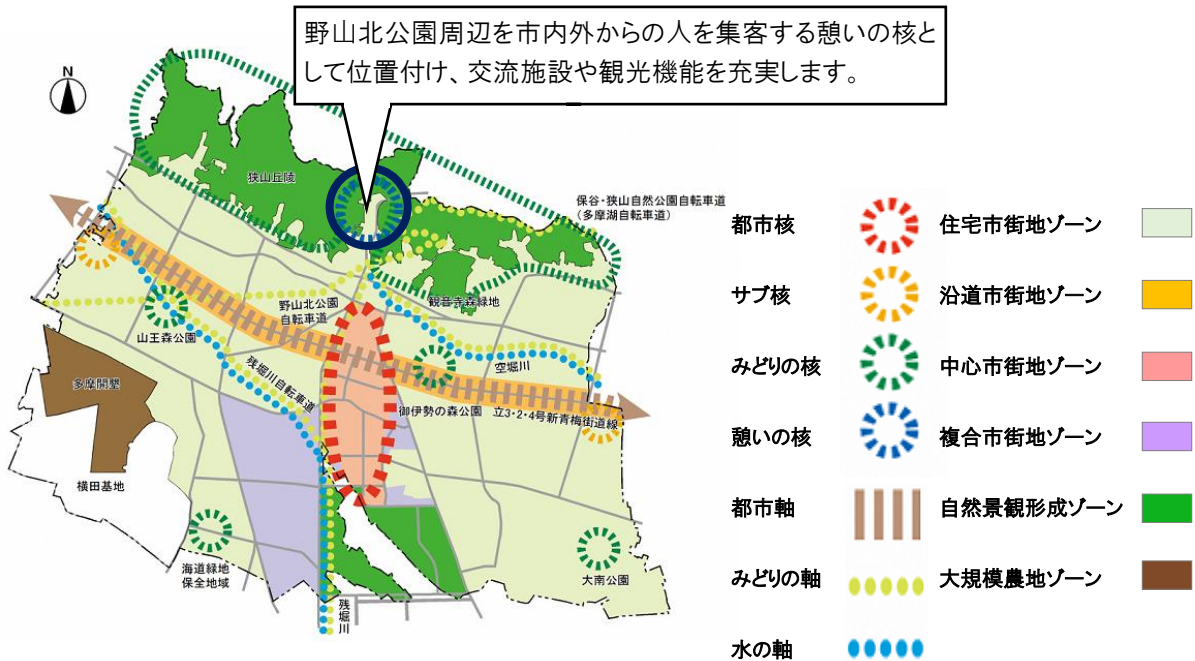 野山北公園周辺を市内外からの人を集客する憩いの核と
して位置付け、交流施設や観光機能を充実します。
N
狭山丘陵
保谷・狭山自然公園自転車道
(多摩湖自転車道)
野山北公園
自転車道
観音寺森緑地
山王森公園
空堀川
残堀川自転車道
多摩開墾
御伊勢の森公園
立3・2・4号新青梅街道線
横田基地
海道緑地
保全地域
大南公園
残堀川
都市核
住宅市街地ゾーン
サブ核
沿道市街地ゾーン
みどりの核
中心市街地ゾーン
憩いの核
複合市街地ゾーン
都市軸
自然景観形成ゾーン
みどりの軸
大規模農地ゾーン
水の軸